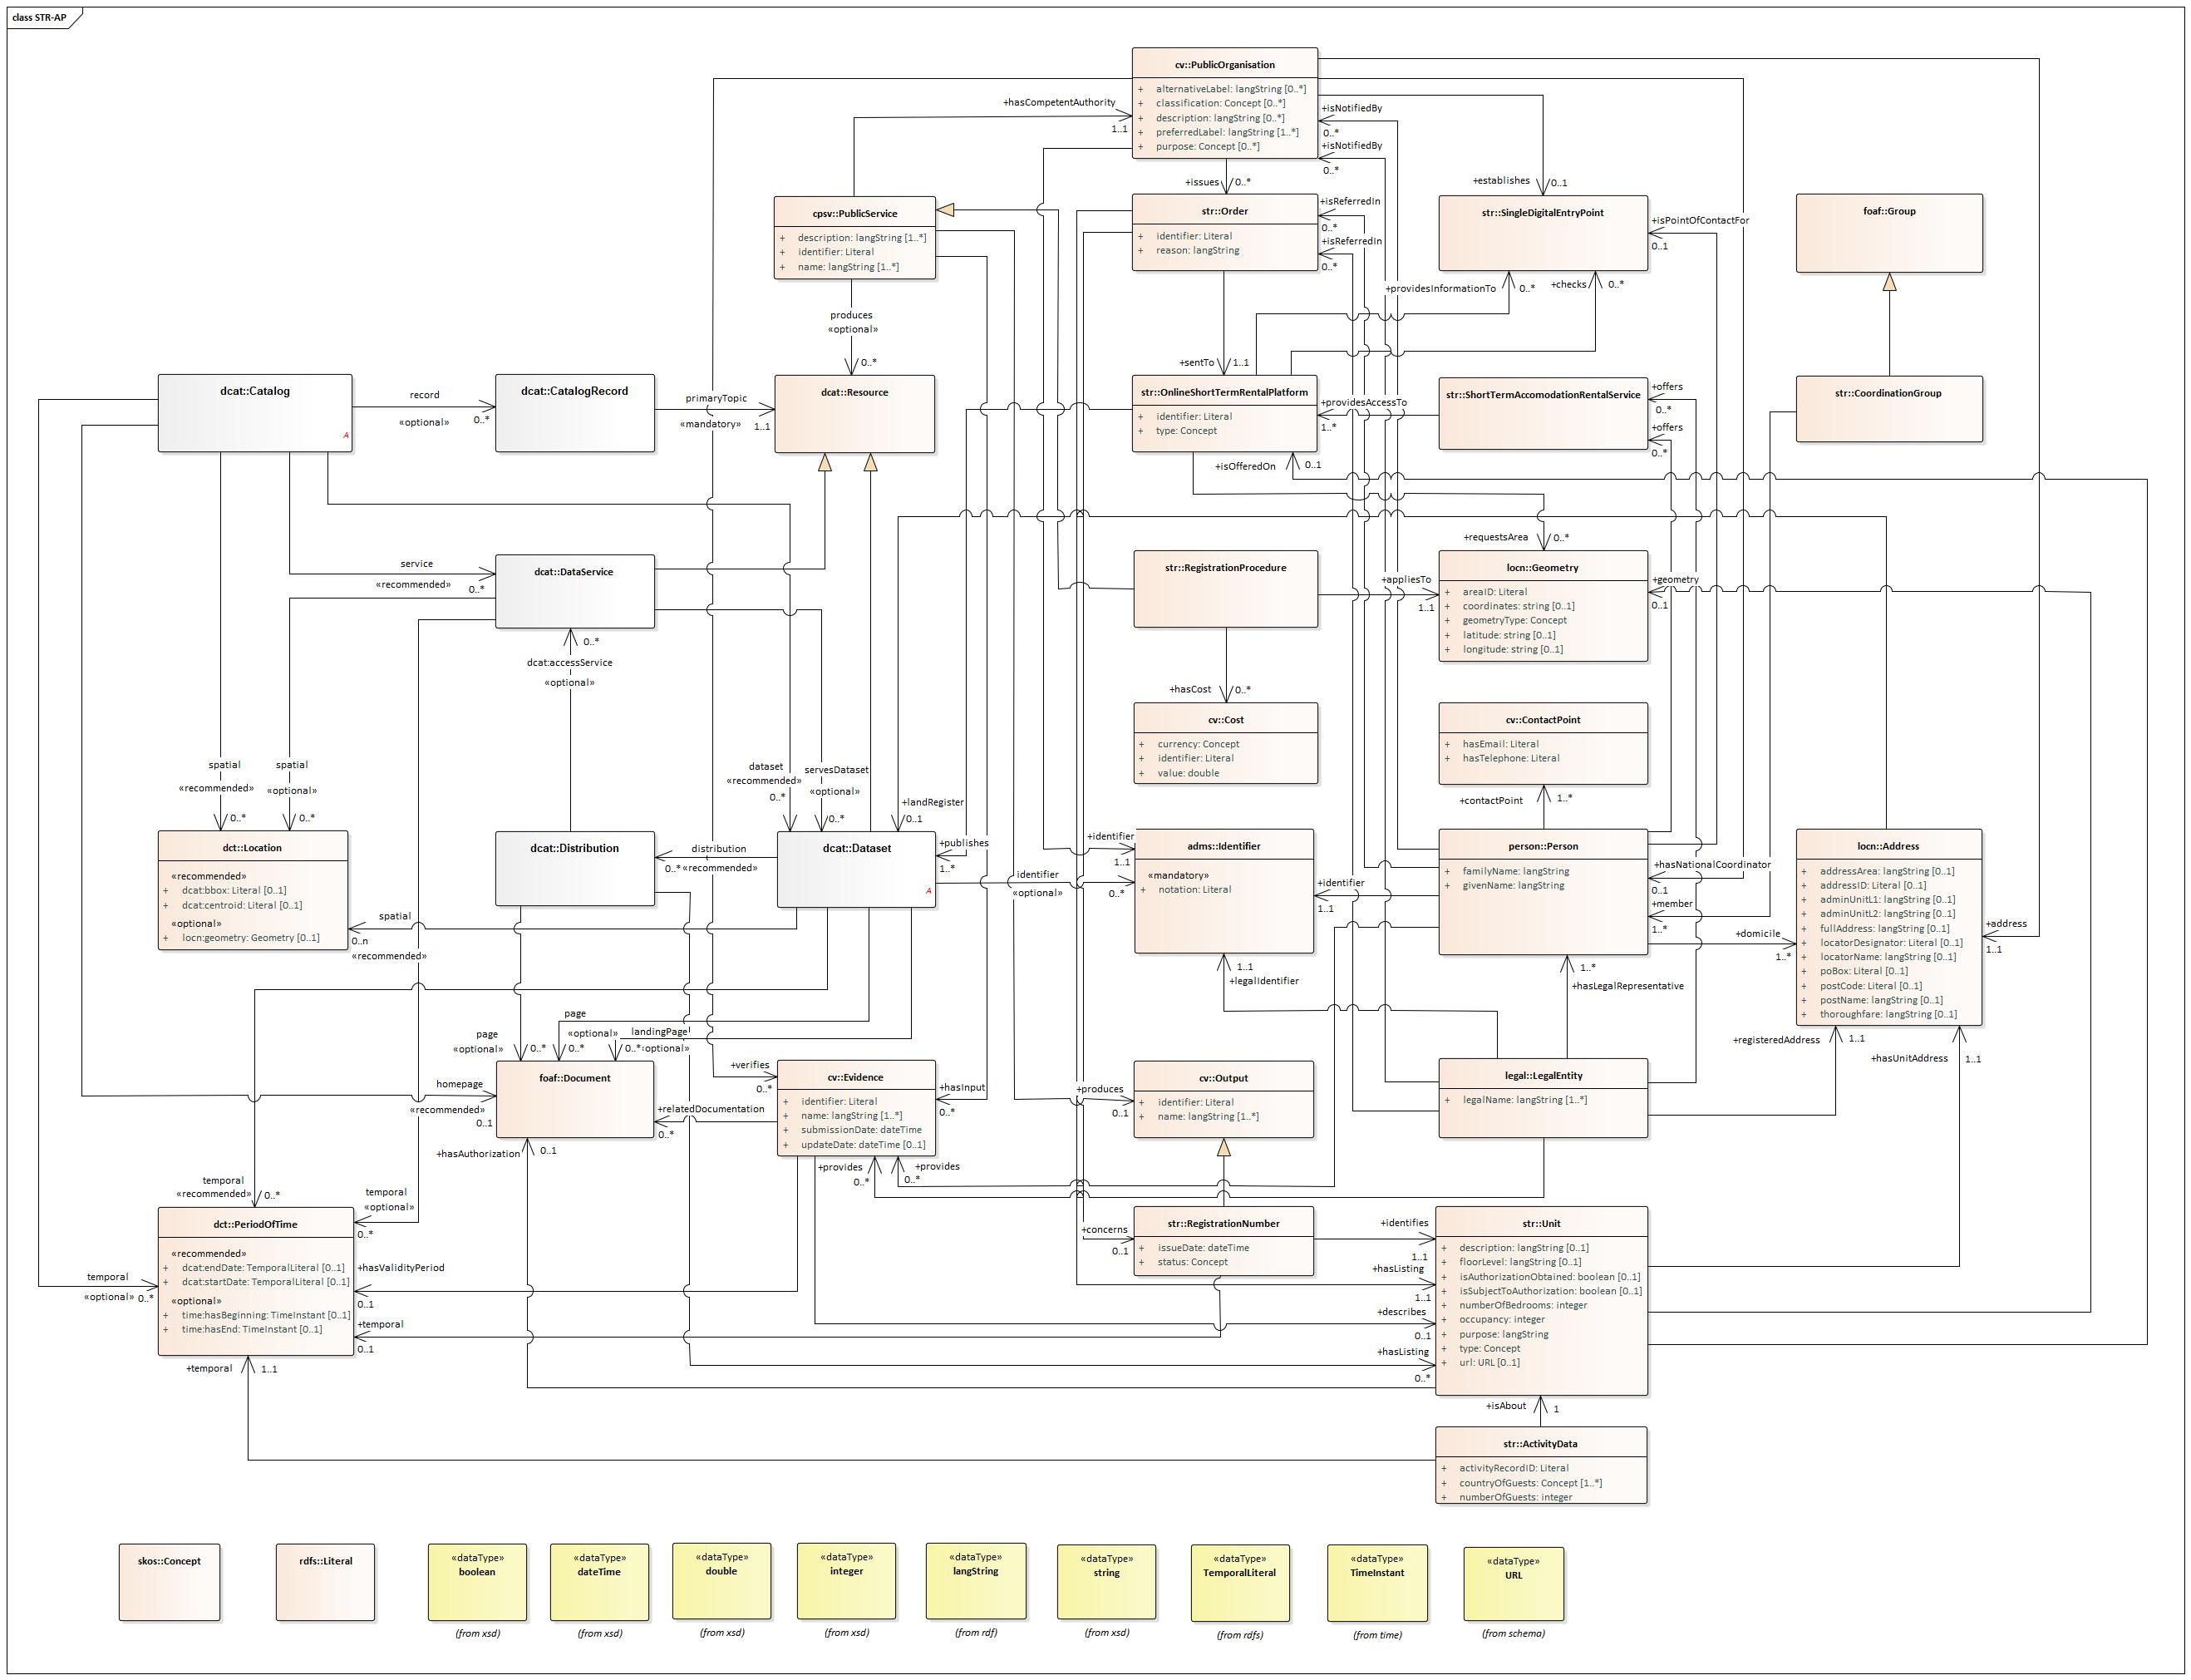 class STR-AP
cv::PublicOrganisation
+ alternativeLabel: langString [0..*]
+ classification: Concept [0..*]
+ description: langString [0..*]
+ preferredLabel: langString [1..*]
+ purpose: Concept [0..*]
+hasCompetentAuthority
1..1
+isNotifiedBy
0..*
+isNotifiedBy
0..*
+issues
0..*
+establishes
0..1
cpsv::PublicService
+ description: langString [1..*]
+ identifier: Literal
+ name: langString [1..*]
str::Order
+ identifier: Literal
+ reason: langString
+isReferredIn
0..*
+isReferredIn
0..*
str::SingleDigitalEntryPoint
+isPointOfContactFor
0..1
foaf::Group
produces
«optional»
0..*
+providesInformationTo
0..*
+checks
0..*
+sentTo
1..1
dcat::Catalog
A
record
«optional»
0..*
dcat::CatalogRecord
primaryTopic
«mandatory»
1..1
dcat::Resource
str::OnlineShortTermRentalPlatform
+ identifier: Literal
+ type: Concept
+providesAccessTo
1..*
str::ShortTermAccomodationRentalService
+offers
0..*
+offers
0..*
str::CoordinationGroup
+isOfferedOn
0..1
+requestsArea
0..*
service
«recommended»
0..*
dcat::DataService
0..*
dcat:accessService
«optional»
str::RegistrationProcedure
+appliesTo
1..1
locn::Geometry
+ areaID: Literal
+ coordinates: string [0..1]
+ geometryType: Concept
+ latitude: string [0..1]
+ longitude: string [0..1]
+geometry
0..1
+hasCost
0..*
cv::Cost
+ currency: Concept
+ identifier: Literal
+ value: double
cv::ContactPoint
+ hasEmail: Literal
+ hasTelephone: Literal
+contactPoint
1..*
spatial
«recommended»
0..*
spatial
«optional»
0..*
dataset
«recommended»
0..*
servesDataset
«optional»
0..*
+landRegister
0..1
dct::Location
«recommended»
+ dcat:bbox: Literal [0..1]
+ dcat:centroid: Literal [0..1]
«optional»
+ locn:geometry: Geometry [0..1]
dcat::Distribution
distribution
0..*
«recommended»
dcat::Dataset
A
+publishes
1..*
identifier
«optional»
0..*
+identifier
1..1
adms::Identifier
«mandatory»
+ notation: Literal
+identifier
1..1
person::Person
+ familyName: langString
+ givenName: langString
+hasNationalCoordinator
0..1
+member
1..*
+domicile
1..*
locn::Address
+ addressArea: langString [0..1]
+ addressID: Literal [0..1]
+ adminUnitL1: langString [0..1]
+ adminUnitL2: langString [0..1]
+ fullAddress: langString [0..1]
+ locatorDesignator: Literal [0..1]
+ locatorName: langString [0..1]
+ poBox: Literal [0..1]
+ postCode: Literal [0..1]
+ postName: langString [0..1]
+ thoroughfare: langString [0..1]
+address
1..1
spatial
0..n
«recommended»
1..1
+legalIdentifier
1..*
+hasLegalRepresentative
page
«optional»
0..*
page
«optional»
0..*
landingPage
0..*
«optional»
+registeredAddress
1..1
+hasUnitAddress
1..1
homepage
«recommended»
0..1
foaf::Document
+verifies
0..*
cv::Evidence
+ identifier: Literal
+ name: langString [1..*]
+ submissionDate: dateTime
+ updateDate: dateTime [0..1]
+hasInput
0..*
+relatedDocumentation
0..*
+produces
0..1
cv::Output
+ identifier: Literal
+ name: langString [1..*]
legal::LegalEntity
+ legalName: langString [1..*]
+hasAuthorization
0..1
+provides
0..*
+provides
0..*
temporal
«recommended»
0..*
temporal
«optional»
0..*
dct::PeriodOfTime
«recommended»
+ dcat:endDate: TemporalLiteral [0..1]
+ dcat:startDate: TemporalLiteral [0..1]
«optional»
+ time:hasBeginning: TimeInstant [0..1]
+ time:hasEnd: TimeInstant [0..1]
temporal
«optional»
0..*
+hasValidityPeriod
0..1
+temporal
0..1
+temporal
1..1
+concerns
0..1
str::RegistrationNumber
+ issueDate: dateTime
+ status: Concept
+identifies
1..1
+hasListing
1..1
+describes
0..1
+hasListing
0..*
str::Unit
+ description: langString [0..1]
+ floorLevel: langString [0..1]
+ isAuthorizationObtained: boolean [0..1]
+ isSubjectToAuthorization: boolean [0..1]
+ numberOfBedrooms: integer
+ occupancy: integer
+ purpose: langString
+ type: Concept
+ url: URL [0..1]
+isAbout
1
str::ActivityData
+ activityRecordID: Literal
+ countryOfGuests: Concept [1..*]
+ numberOfGuests: integer
skos::Concept
rdfs::Literal
«dataType»
boolean
(from xsd)
«dataType»
dateTime
(from xsd)
«dataType»
double
(from xsd)
«dataType»
integer
(from xsd)
«dataType»
langString
(from rdf)
«dataType»
string
(from xsd)
«dataType»
TemporalLiteral
(from rdfs)
«dataType»
TimeInstant
(from time)
«dataType»
URL
(from schema)